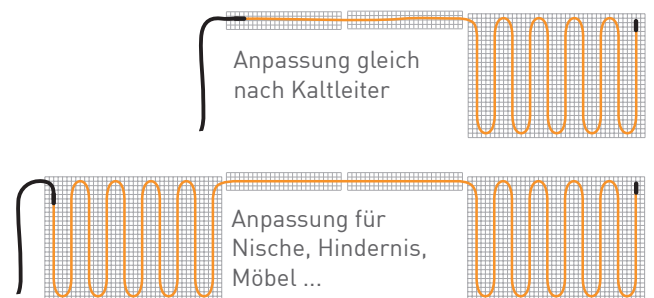 Anpassung gleich
nach Kaltleiter
Anpassung für
Nische, Hindernis,
Möbel ...